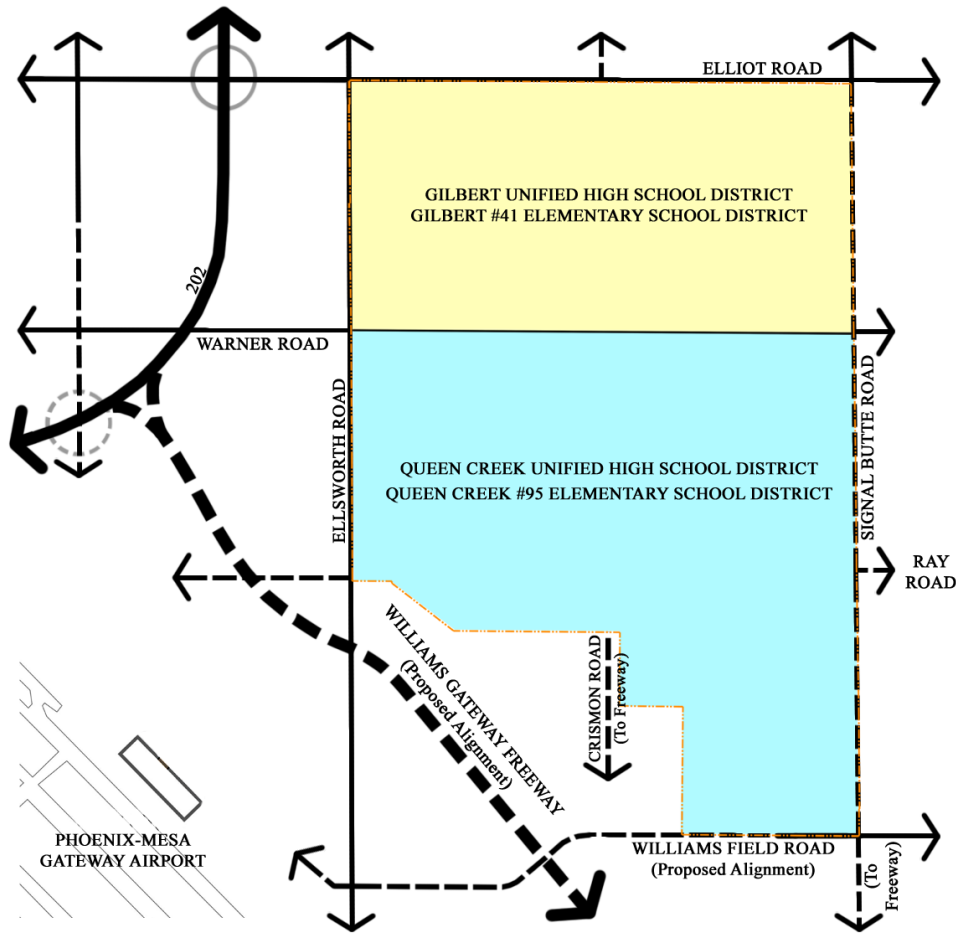 ELLIOT ROAD
GILBERT UNIFIED HIGH SCHOOL DISTRICT
GILBERT #41 ELEMENTARY SCHOOL DISTRICT
202
WARNER ROAD
ELLSWORTH ROAD
SIGNAL BUTTE ROAD
QUEEN CREEK UNIFIED HIGH SCHOOL DISTRICT
QUEEN CREEK #95 ELEMENTARY SCHOOL DISTRICT
RAY
ROAD
WILLIAMS GATEWAY FREEWAY
(Proposed Alignment)
CRISMON ROAD
(To Freeway)
PHOENIX-MESA
GATEWAY AIRPORT
WILLIAMS FIELD ROAD
(Proposed Alignment)
(To
Freeway)